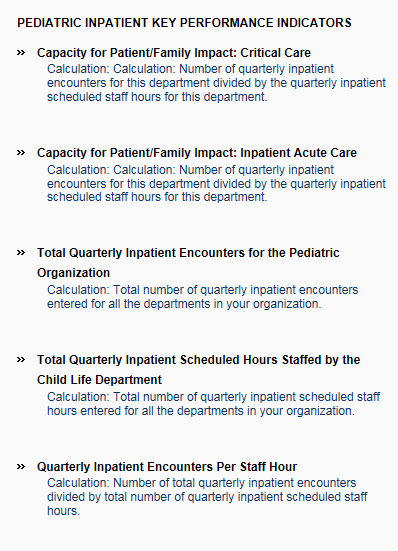 PEDIATRIC INPATIENT KEY PERFORMANCE INDICATORS
» Capacity for Patient/Family Impact: Critical Care
Calculation: Calculation: Number of quarterly inpatient
encounters for this department divided by the quarterly inpatient
scheduled staff hours for this department.
» Capacity for Patient/Family Impact: Inpatient Acute Care
Calculation: Calculation: Number of quarterly inpatient
encounters for this department divided by the quarterly inpatient
scheduled staff hours for this department.
» Total Quarterly Inpatient Encounters for the Pediatric
Organization
Calculation: Total number of quarterly inpatient encounters
entered for all the departments in your organization.
» Total Quarterly Inpatient Scheduled Hours Staffed by the
Child Life Department
Calculation: Total number of quarterly inpatient scheduled staff
hours entered for all the departments in your organization.
» Quarterly Inpatient Encounters Per Staff Hour
Calculation: Number of total quarterly inpatient encounters
divided by total number of quarterly inpatient scheduled staff
hours.